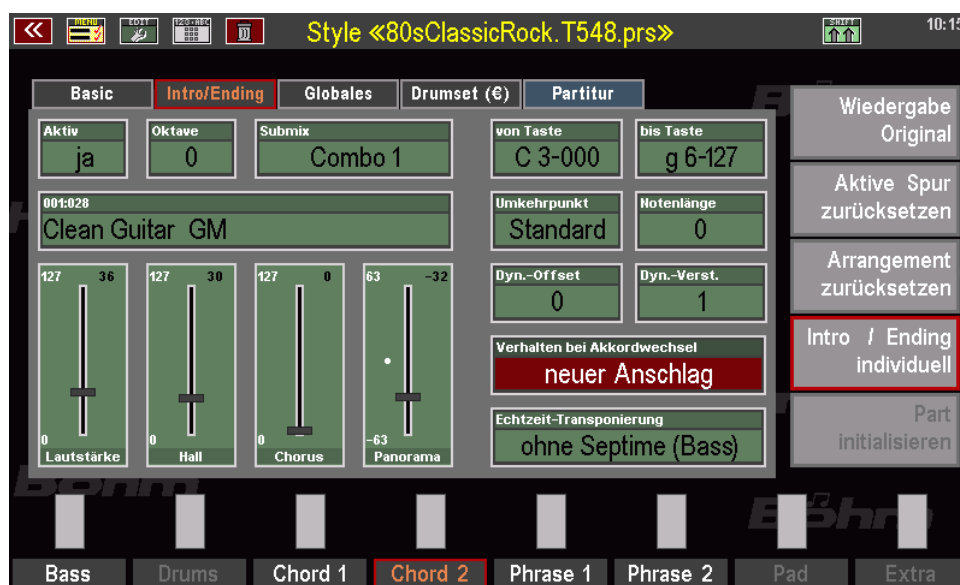 MENU EDIT 123·ABC Style «80sClassicRock.T548.prs» SHIFT 10:15
Basic Intro/Ending Globales Drumset (€) Partitur
Wiedergabe
Original
Aktiv Oktave Submix von Taste bis Taste
ja 0 Combo 1 C 3-000 g 6-127
Aktive Spur
zurücksetzen
001:028 Umkehrpunkt Notenlänge
Clean Guitar GM Standard 0
Arrangement
zurücksetzen
127 36 127 30 127 0 63 -32 Dyn.-Offset Dyn.-Verst.
0 1
Intro / Ending
individuell
Verhalten bei Akkordwechsel
neuer Anschlag
Part
initialisieren
Echtzeit-Transponierung
ohne Septime (Bass)
0 0 0 -63
Lautstärke Hall Chorus Panorama
Böhm Böhm
Bass Drums Chord 1 Chord 2 Phrase 1 Phrase 2 Pad Extra